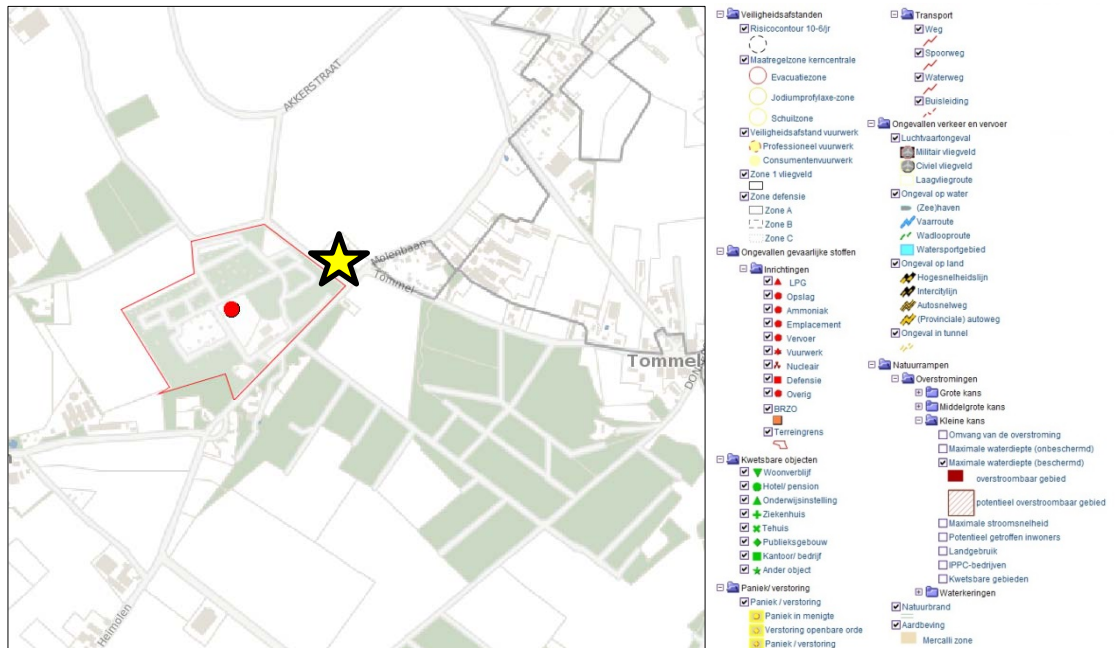 AKKERSTRAAT
Molenbaan
Tommel
Tommel
Heimolen
Veiligheidsafstanden
Risicocontour 10-6/jr
Maatregelzone kerncentrale
Evacuatiezone
Jodiumprofylaxe-zone
Schuilzone
Veiligheidsafstand vuurwerk
Professioneel vuurwerk
Consumentenvuurwerk
Zone 1 vliegveld
Zone defensie
Zone A
Zone B
Zone C
Ongevallen gevaarlijke stoffen
Inrichtingen
LPG
Opslag
Ammoniak
Emplacement
Vervoer
Vuurwerk
Nucleair
Defensie
Overig
BRZO
Terreingrens
Kwetsbare objecten
Woonverblijf
Hotel/ pension
Onderwijsinstelling
Ziekenhuis
Tehuis
Publieksgebouw
Kantoor/ bedrijf
Ander object
Paniek/ verstoring
Paniek / verstoring
Paniek in menigte
Verstoring openbare orde
Paniek / verstoring
Transport
Weg
Spoorweg
Waterweg
Buisleiding
Ongevallen verkeer en vervoer
Luchtvaartongeval
Militair vliegveld
Civiel vliegveld
Laagvliegroute
Ongeval op water
(Zee)haven
Vaarroute
Wadlooproute
Watersportgebied
Ongeval op land
Hogesnelheidslijn
Intercitylijn
Autosnelweg
(Provinciale) autoweg
Ongeval in tunnel
Natuurrampen
Overstromingen
Grote kans
Middelgrote kans
Kleine kans
Omvang van de overstroming
Maximale waterdiepte (onbeschermd)
Maximale waterdiepte (beschermd)
overstroombaar gebied
potentieel overstroombaar gebied
Maximale stroomsnelheid
Potentieel getroffen inwoners
Landgebruik
IPPC-bedrijven
Kwetsbare gebieden
Waterkeringen
Natuurbrand
Aardbeving
Mercalli zone